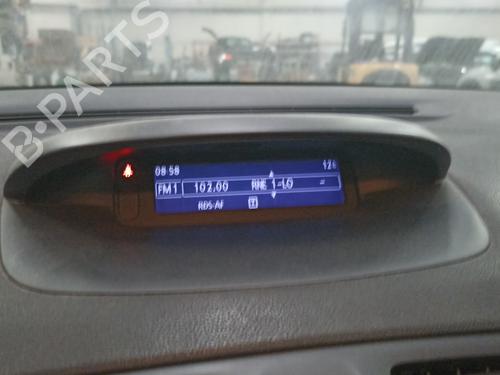 B-PARTS
08:58
12°
FM1 102.00 RNE 1-LO
RDS-AF